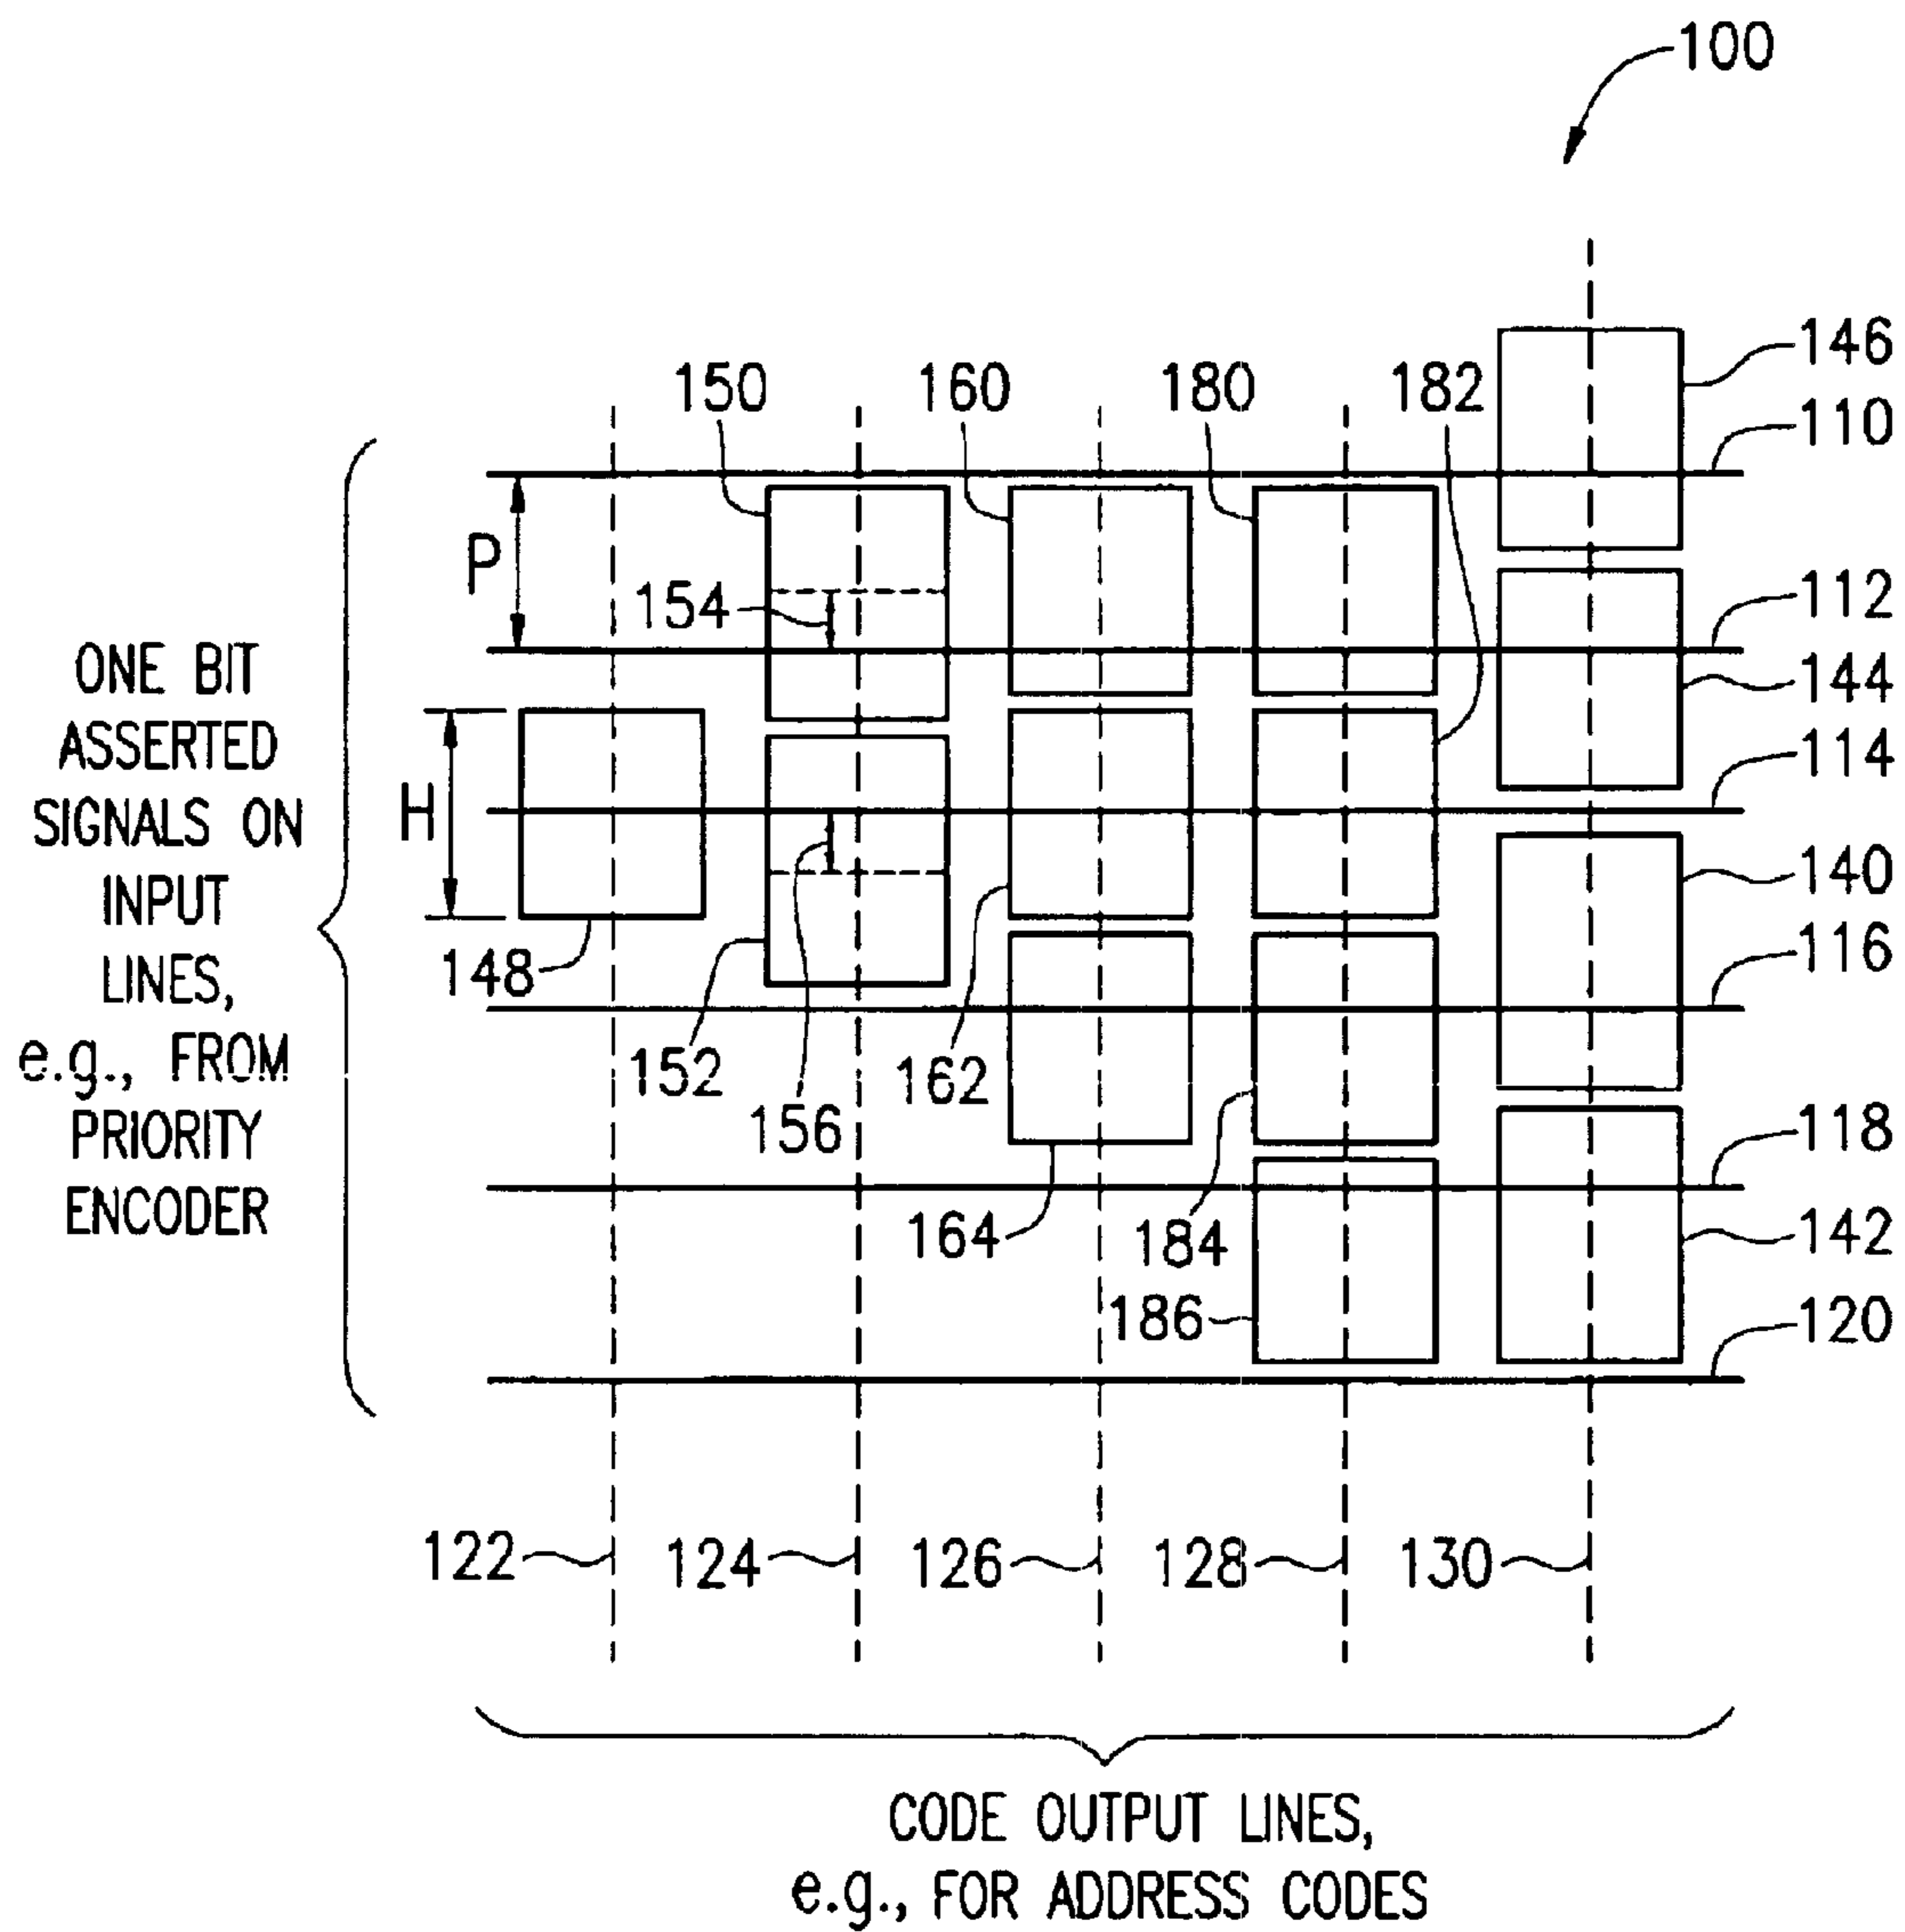 100
146
150
160
180
182
110
P
154
112
ONE BIT
ASSERTED
SIGNALS ON
INPUT
LINES,
e.g., FROM
PRIORITY
ENCODER
144
114
H
140
148
116
152
156
162
118
164
184
142
186
120
122
124
126
128
130
CODE OUTPUT LINES,
e.g., FOR ADDRESS CODES